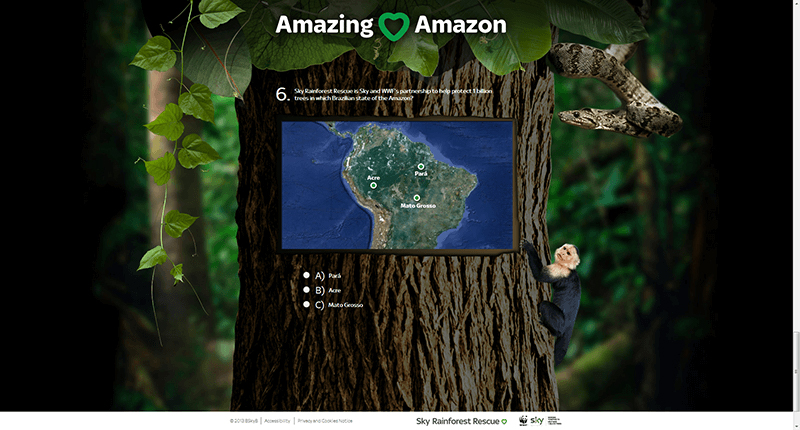 Amazing Amazon
6. Sky Rainforest Rescue is Sky and WWF's partnership to help protect 1 billion
trees in which Brazilian state of the Amazon?
Pará
Acre
Mato Grosso
A) Pará
B) Acre
C) Mato Grosso
© 2013 BSkyB | Accessibility | Privacy and Cookies Notice
Sky Rainforest Rescue
WWF
sky